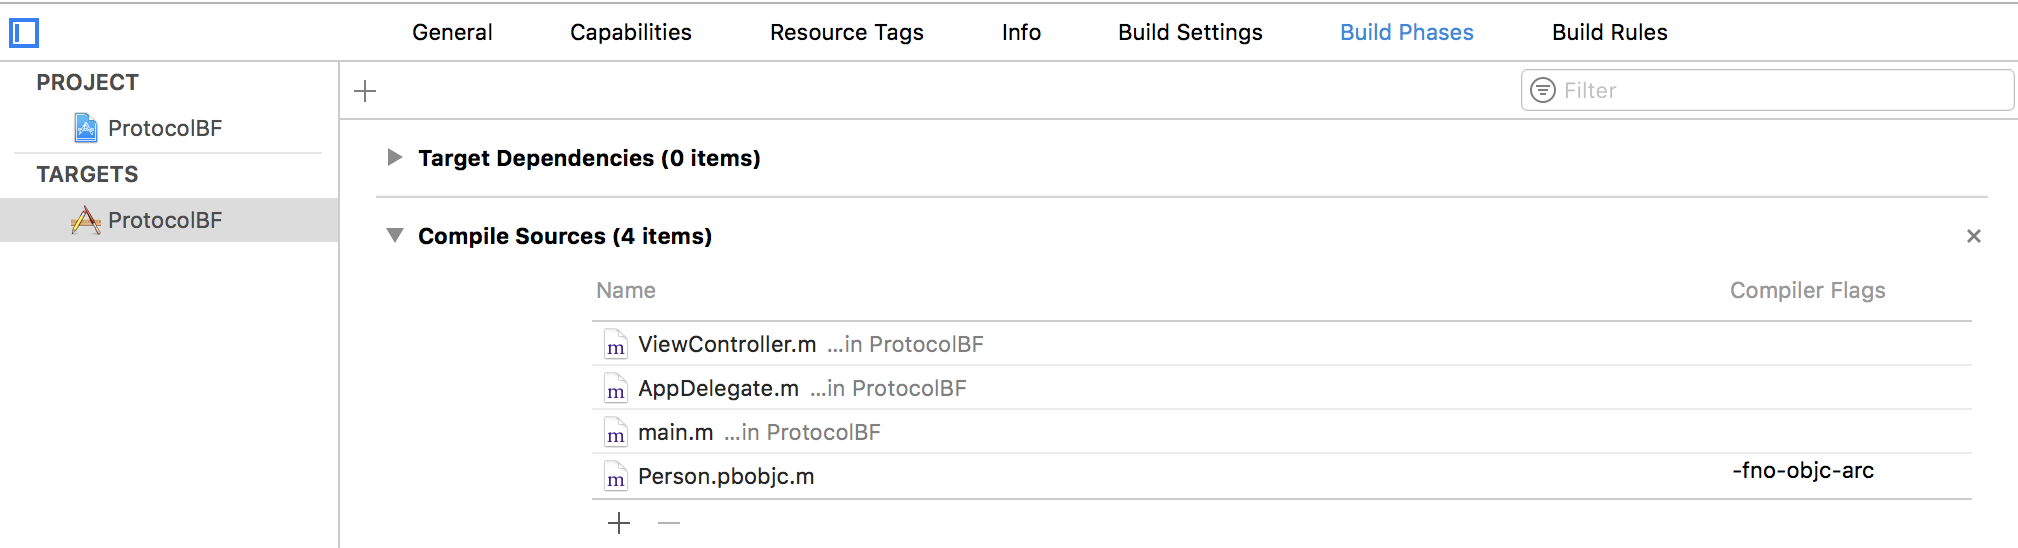 General Capabilities Resource Tags Info Build Settings Build Phases Build Rules
PROJECT
ProtocolBF
TARGETS
ProtocolBF
Filter
Target Dependencies (0 items)
Compile Sources (4 items)
Name Compiler Flags
m ViewController.m ...in ProtocolBF
m AppDelegate.m ...in ProtocolBF
m main.m ...in ProtocolBF
m Person.pbobjc.m -fno-objc-arc